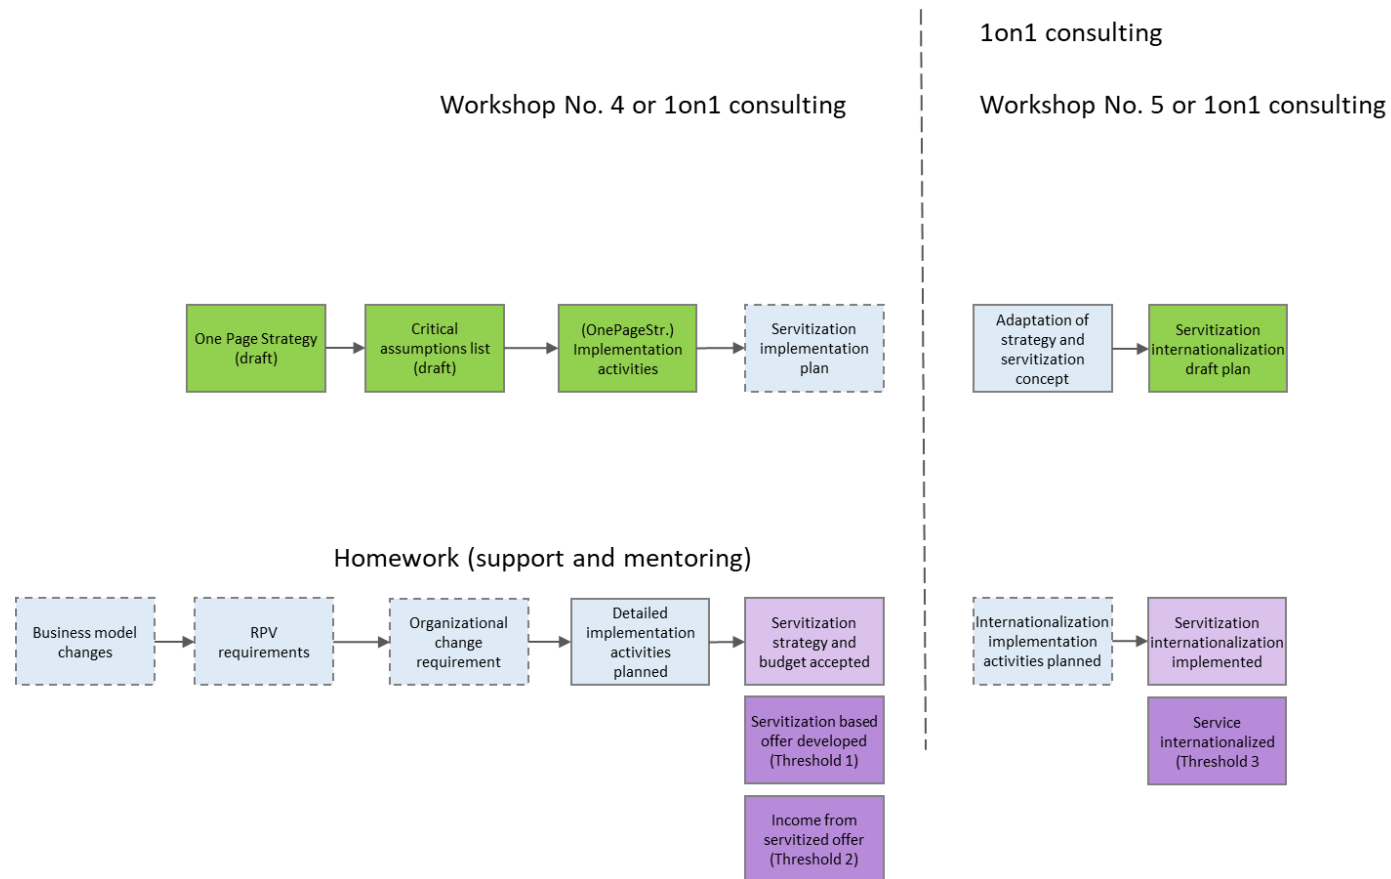 1on1 consulting
Workshop No. 4 or 1on1 consulting
Workshop No. 5 or 1on1 consulting
One Page Strategy
(draft)
Critical
assumptions list
(draft)
(OnePageStr.)
Implementation
activities
Servitization
implementation
plan
Adaptation of
strategy and
servitization
concept
Servitization
internationalization
draft plan
Homework (support and mentoring)
Business model
changes
RPV
requirements
Organizational
change
requirement
Detailed
implementation
activities
planned
Servitization
strategy and
budget accepted
Internationalization
implementation
activities planned
Servitization
internationalization
implemented
Servitization based
offer developed
(Threshold 1)
Service
internationalized
(Threshold 3
Income from
servitized offer
(Threshold 2)